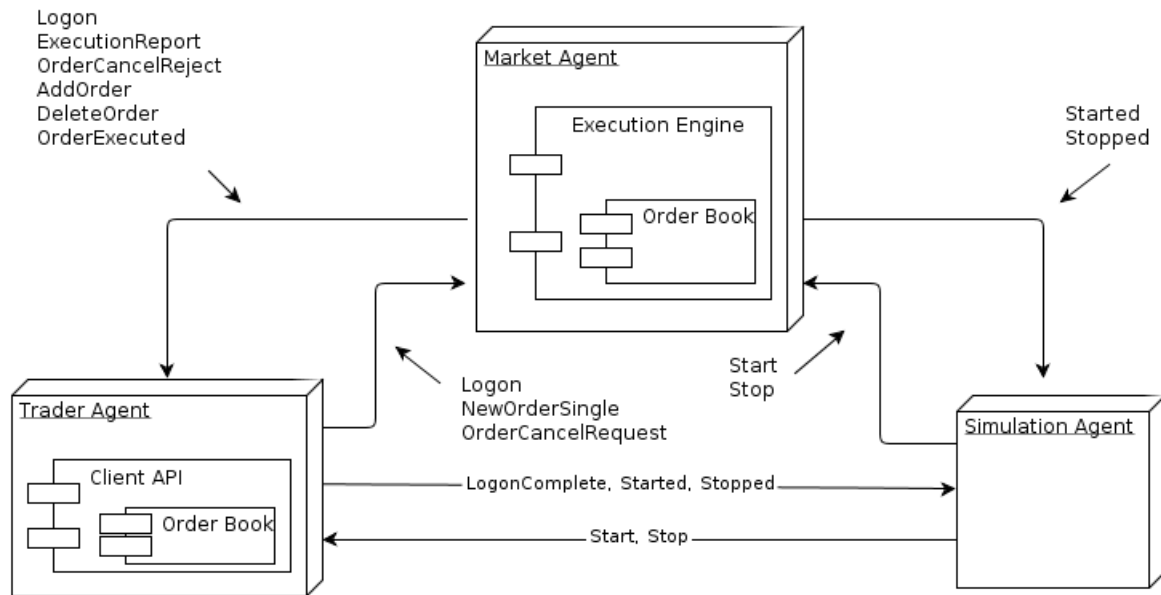 Logon
ExecutionReport
OrderCancelReject
AddOrder
DeleteOrder
OrderExecuted
Market Agent
Execution Engine
Order Book
Started
Stopped
Start
Stop
Logon
NewOrderSingle
OrderCancelRequest
Trader Agent
Client API
Order Book
Simulation Agent
LogonComplete, Started, Stopped
Start, Stop